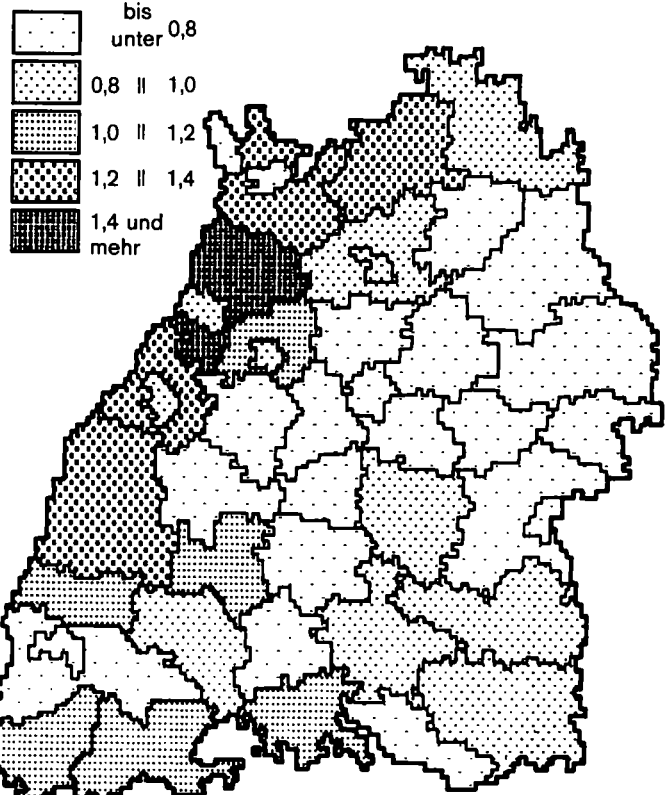 bis
unter 0,8
0,8 II 1,0
1,0 II 1,2
1,2 II 1,4
1,4 und
mehr